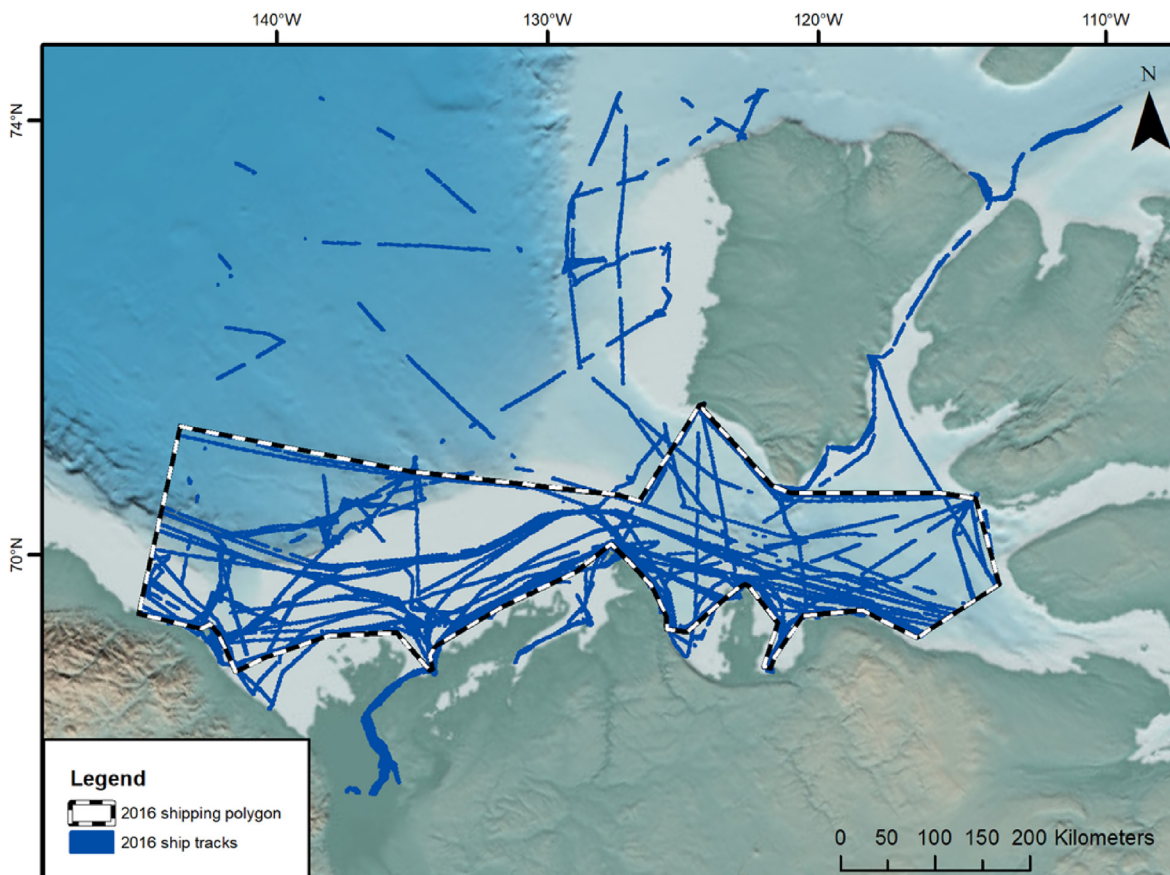 140°W 130°W 120°W 110°W
N
74°N
70°N
Legend
2016 shipping polygon
2016 ship tracks
0 50 100 150 200 Kilometers